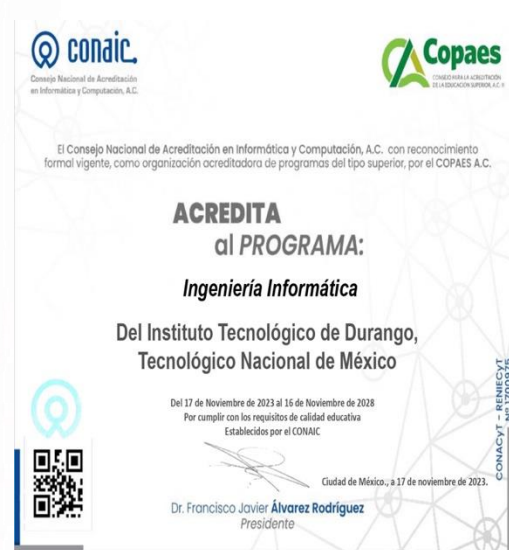 conaic.
Consejo Nacional de Acreditación
en Informática y Computación, A.C.
Copaes
CONSEJO PARA LA ACREDITACIÓN
DE LA EDUCACIÓN SUPERIOR, A.C.
El Consejo Nacional de Acreditación en Informática y Computación, A.C. con reconocimiento
formal vigente, como organización acreditadora de programas del tipo superior, por el COPAES A.C.
ACREDITA
al PROGRAMA:
Ingeniería Informática
Del Instituto Tecnológico de Durango,
Tecnológico Nacional de México
Del 17 de Noviembre de 2023 al 16 de Noviembre de 2028
Por cumplir con los requisitos de calidad educativa
Establecidos por el CONAIC
Ciudad de México., a 17 de noviembre de 2023.
Dr. Francisco Javier Álvarez Rodríguez
Presidente
CONACyT - RENIECyT
Nº 1700975